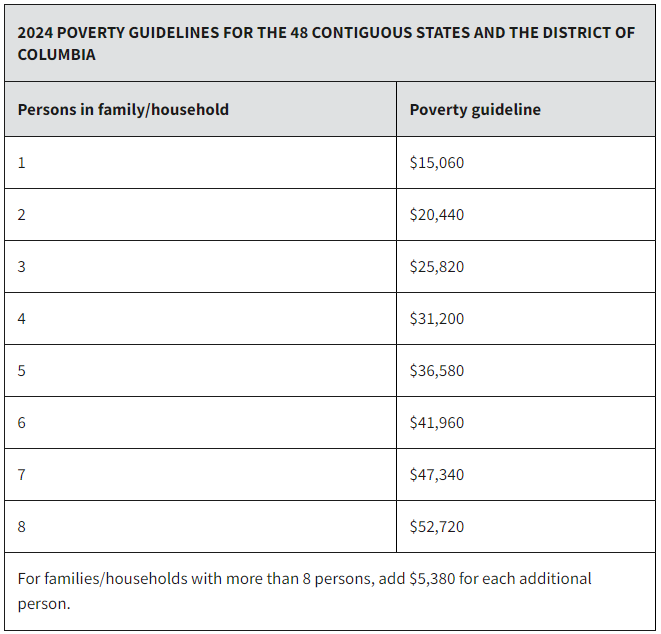 2024 POVERTY GUIDELINES FOR THE 48 CONTIGUOUS STATES AND THE DISTRICT OF
COLUMBIA
Persons in family/household Poverty guideline
1 $15,060
2 $20,440
3 $25,820
4 $31,200
5 $36,580
6 $41,960
7 $47,340
8 $52,720
For families/households with more than 8 persons, add $5,380 for each additional
person.